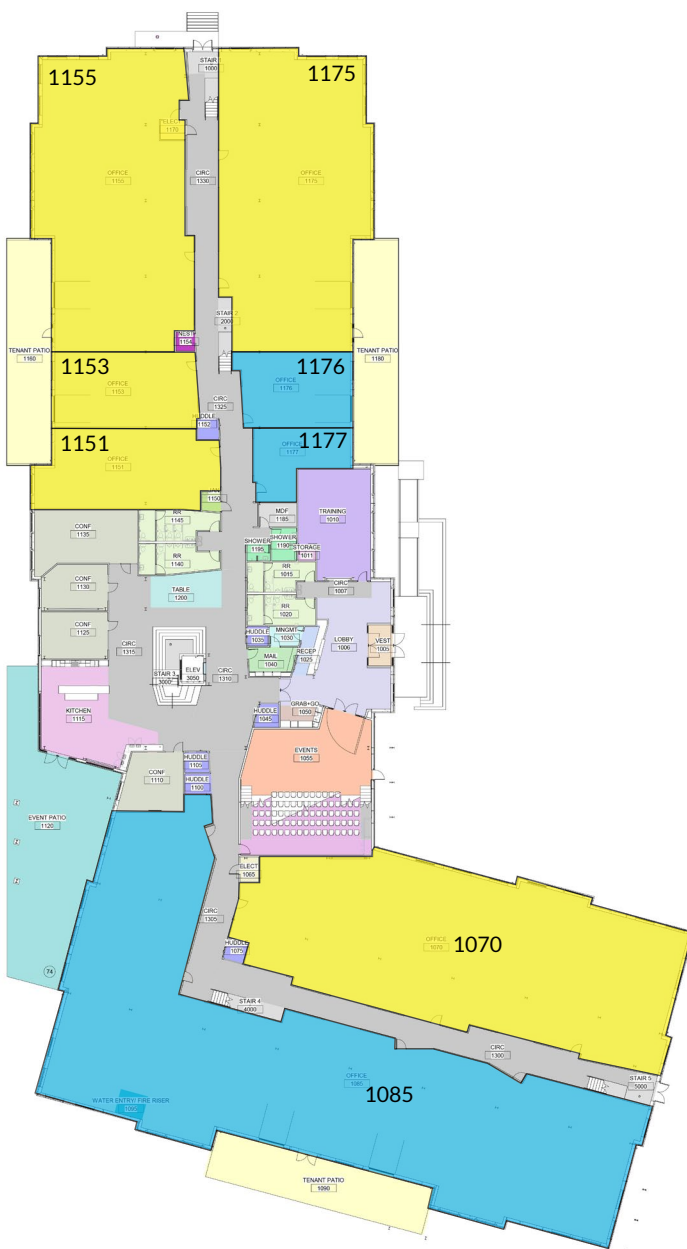 STAIR
1000
1155
1175
ELEC
1170
CIRC
1330
OFFICE
1155
OFFICE
1175
STAIR 2
2000
NEST
1154
TENANT PATIO
1160
TENANT PATIO
1180
1153
1176
OFFICE
1153
OFFICE
1176
CIRC
1325
HUDDLE
1152
1151
1177
OFFICE
1151
OFFICE
1177
1150
MDF
1185
TRAINING
1010
CONF
1135
RR
1145
SHOWER
1195
SHOWER
1190
STORAGE
1011
RR
1140
RR
1015
CIRC
1007
CONF
1130
TABLE
1200
RR
1020
CONF
1125
CIRC
1315
HUDDLE
1035
MNGMT
1030
LOBBY
1006
VEST
1005
MAIL
1040
RECEP
1025
STAIR 3
3000
ELEV
3050
CIRC
1310
KITCHEN
1115
HUDDLE
1045
GRAB+GO
1050
HUDDLE
1105
EVENTS
1055
CONF
1110
HUDDLE
1100
EVENT PATIO
1120
ELECT
1065
CIRC
1305
OFFICE
1070
1070
HUDDLE
1075
74
STAIR 4
4000
CIRC
1300
STAIR 5
5000
OFFICE
1085
1085
WATER ENTRY/ FIRE RISER
1095
TENANT PATIO
1090